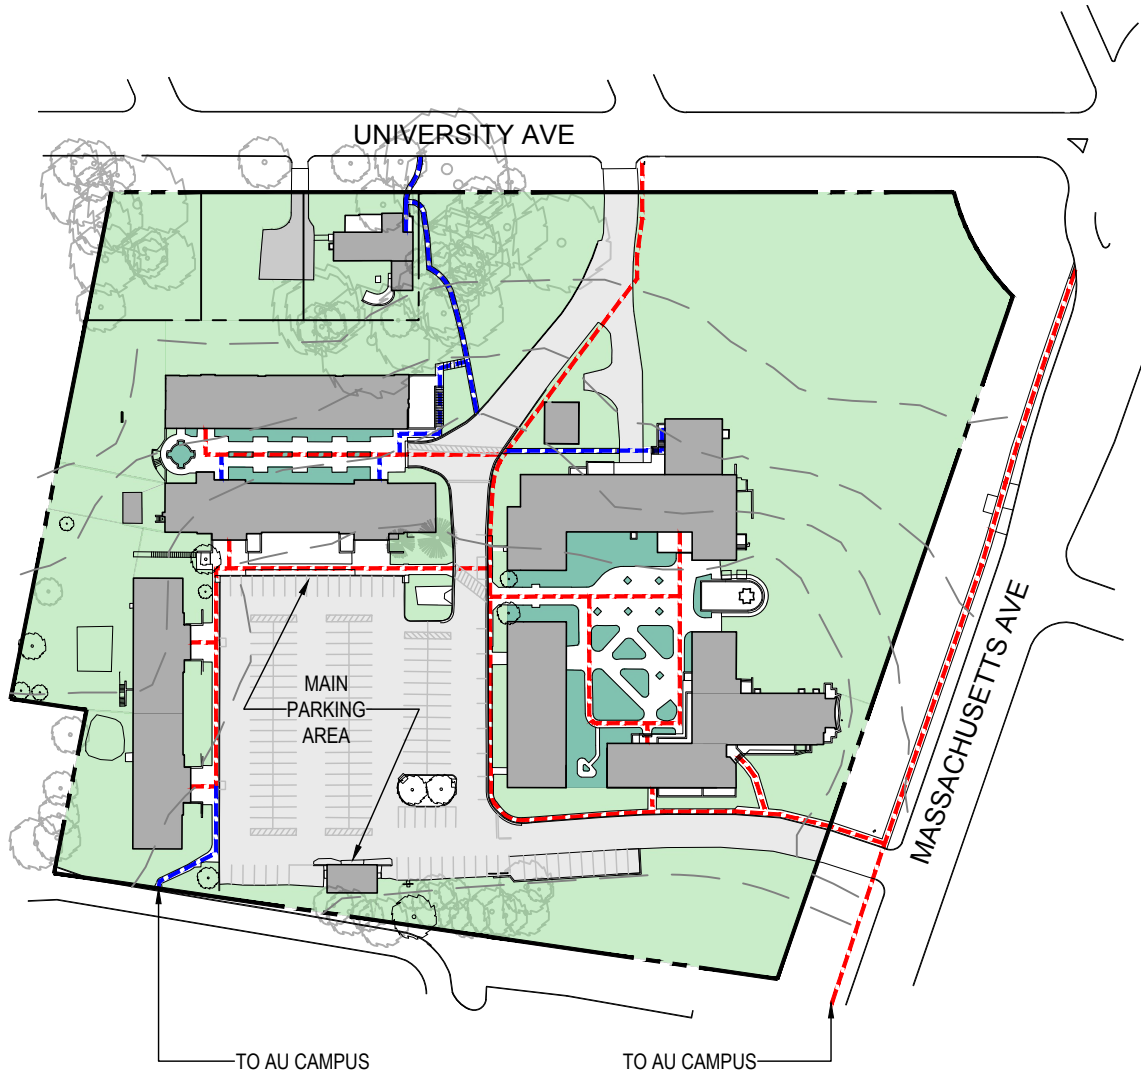 UNIVERSITY AVE
MAIN
PARKING
AREA
MASSACHUSETTS AVE
TO AU CAMPUS
TO AU CAMPUS